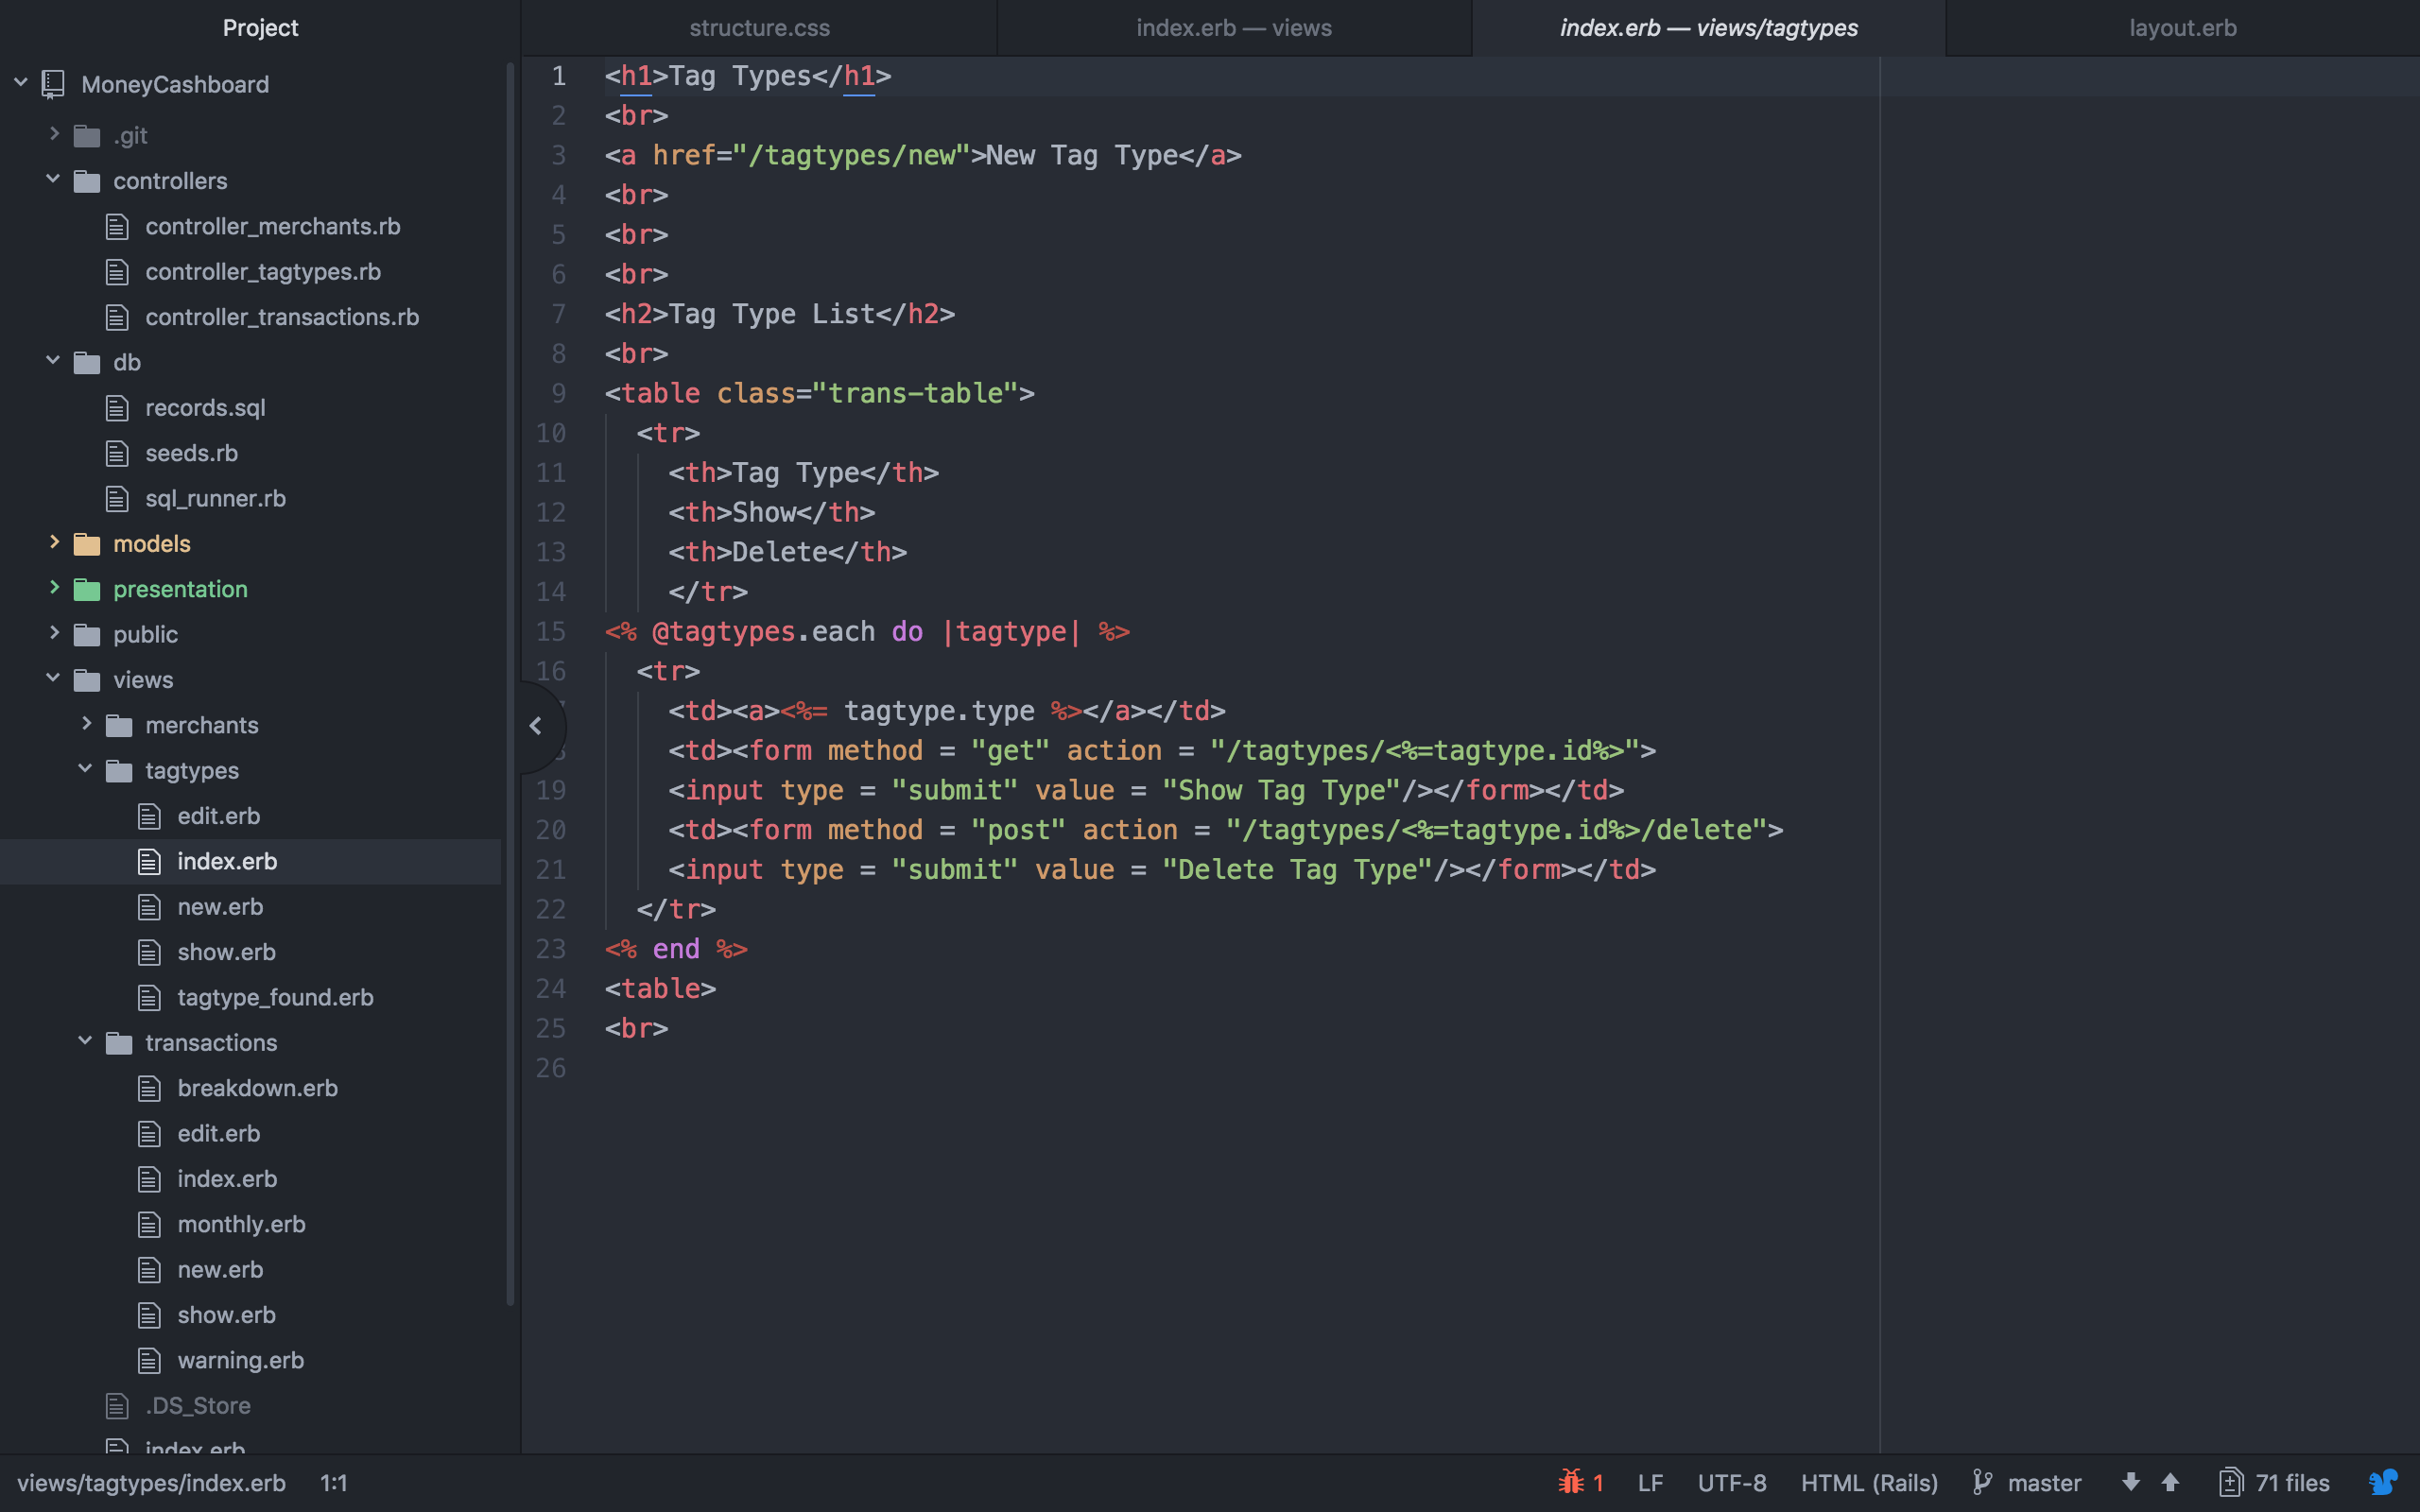 Project
MoneyCashboard
.git
controllers
controller_merchants.rb
controller_tagtypes.rb
controller_transactions.rb
db
records.sql
seeds.rb
sql_runner.rb
models
presentation
public
views
merchants
tagtypes
edit.erb
index.erb
new.erb
show.erb
tagtype_found.erb
transactions
breakdown.erb
edit.erb
index.erb
monthly.erb
new.erb
show.erb
warning.erb
.DS_Store
index.erb
structure.css
index.erb — views
index.erb — views/tagtypes
layout.erb
1 <h1>Tag Types</h1>
2 <br>
3 <a href="/tagtypes/new">New Tag Type</a>
4 <br>
5 <br>
6 <br>
7 <h2>Tag Type List</h2>
8 <br>
9 <table class="trans-table">
10 <tr>
11 <th>Tag Type</th>
12 <th>Show</th>
13 <th>Delete</th>
14 </tr>
15 <% @tagtypes.each do |tagtype| %>
16 <tr>
<td><a><%= tagtype.type %></a></td>
<td><form method = "get" action = "/tagtypes/<%=tagtype.id%>">
19 <input type = "submit" value = "Show Tag Type"/></form></td>
20 <td><form method = "post" action = "/tagtypes/<%=tagtype.id%>/delete">
21 <input type = "submit" value = "Delete Tag Type"/></form></td>
22 </tr>
23 <% end %>
24 <table>
25 <br>
26
views/tagtypes/index.erb 1:1
1 LF UTF-8 HTML (Rails) master 71 files